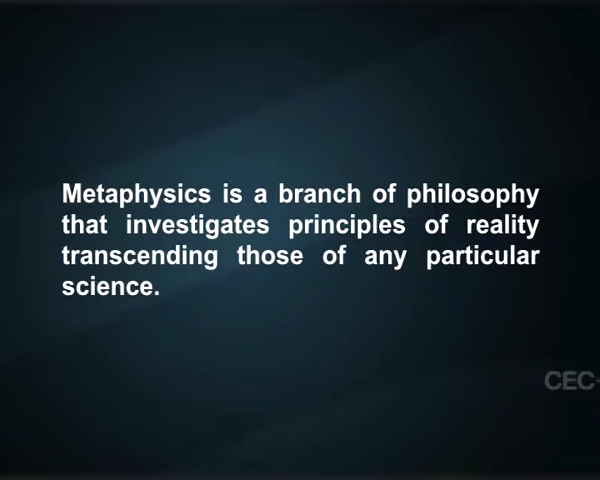 Metaphysics is a branch of philosophy
that investigates principles of reality
transcending those of any particular
science.
CEC-